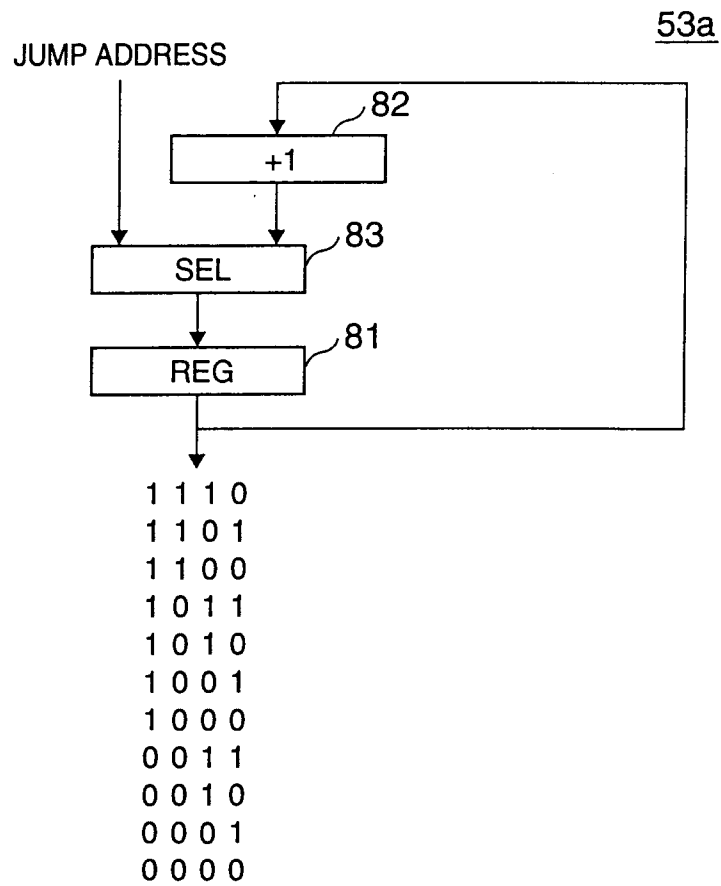 53a
JUMP ADDRESS
82
+1
83
SEL
81
REG
1 1 1 0
1 1 0 1
1 1 0 0
1 0 1 1
1 0 1 0
1 0 0 1
1 0 0 0
0 0 1 1
0 0 1 0
0 0 0 1
0 0 0 0